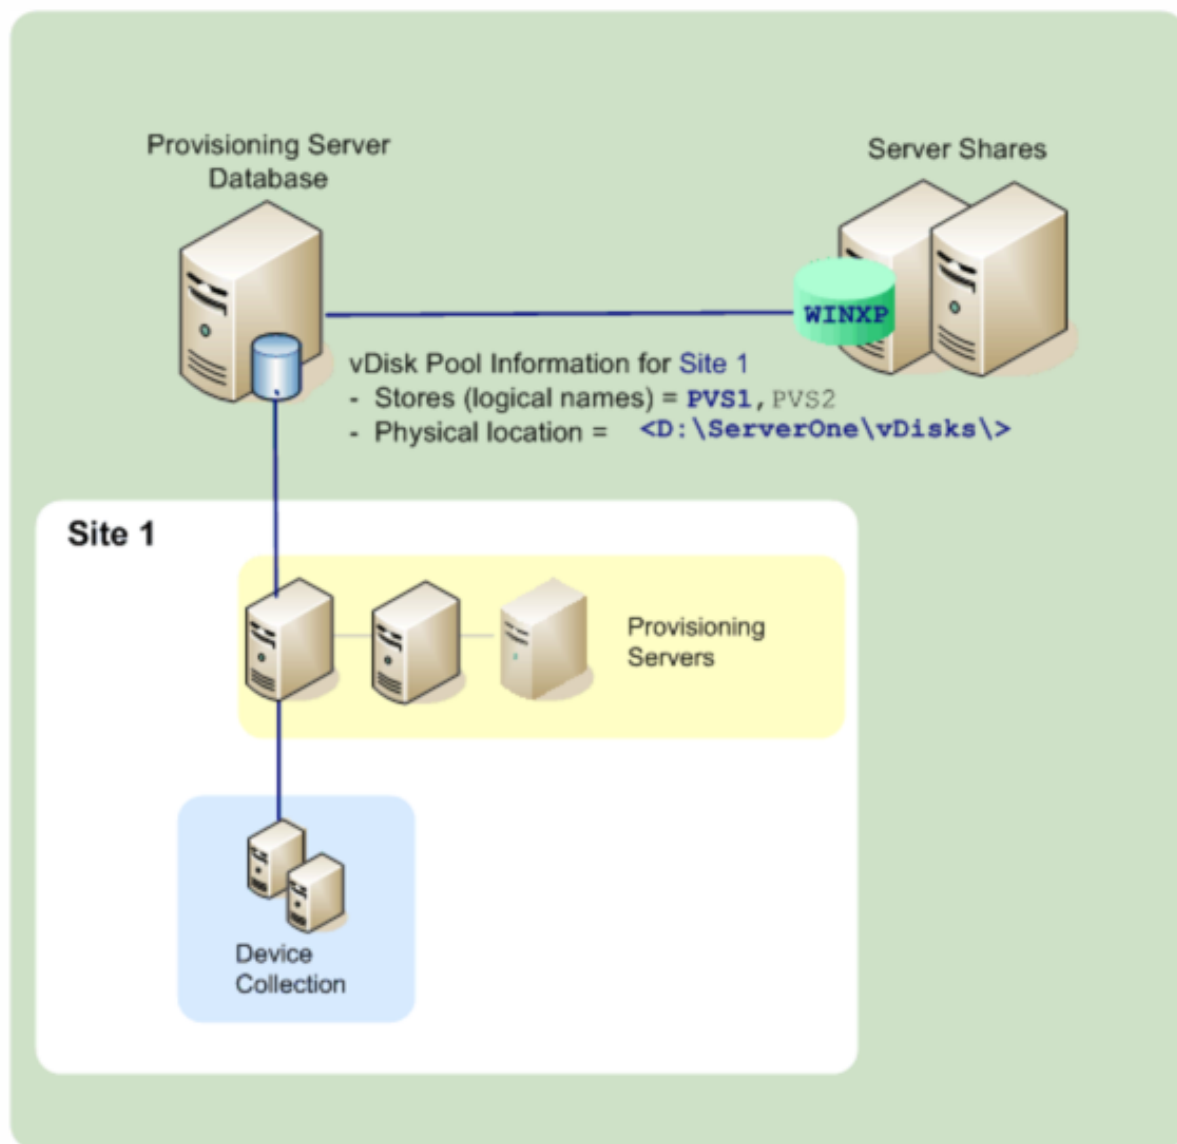 Provisioning Server
Database
Server Shares
WINXP
vDisk Pool Information for Site 1
- Stores (logical names) = PVS1, PVS2
- Physical location = <D:\ServerOne\vDisks\>
Site 1
Provisioning
Servers
Device
Collection